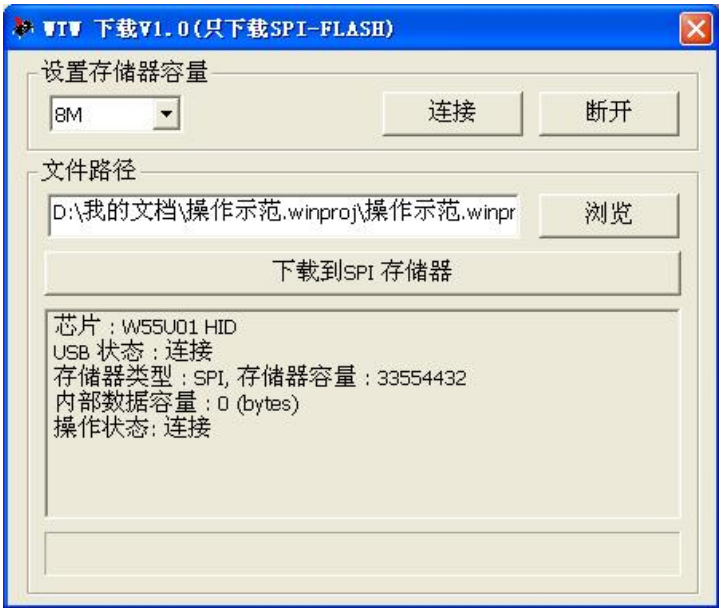 WTW 下载V1.0(只下载SPI-FLASH)
设置存储器容量
8M
连接
断开
文件路径
D:\我的文档\操作示范.winproj\操作示范.winpr
浏览
下载到SPI 存储器
芯片 : W55U01 HID
USB 状态 : 连接
存储器类型 : SPI, 存储器容量 : 33554432
内部数据容量 : 0 (bytes)
操作状态: 连接